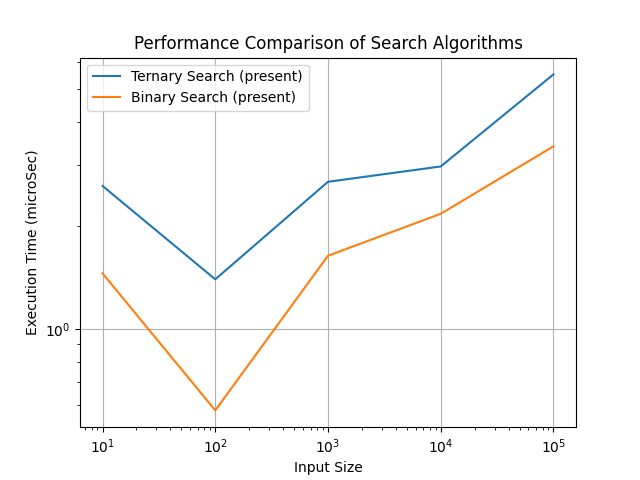 Performance Comparison of Search Algorithms
Ternary Search (present)
Binary Search (present)
Execution Time (microSec)
10⁰
10¹ 10² 10³ 10⁴ 10⁵
Input Size